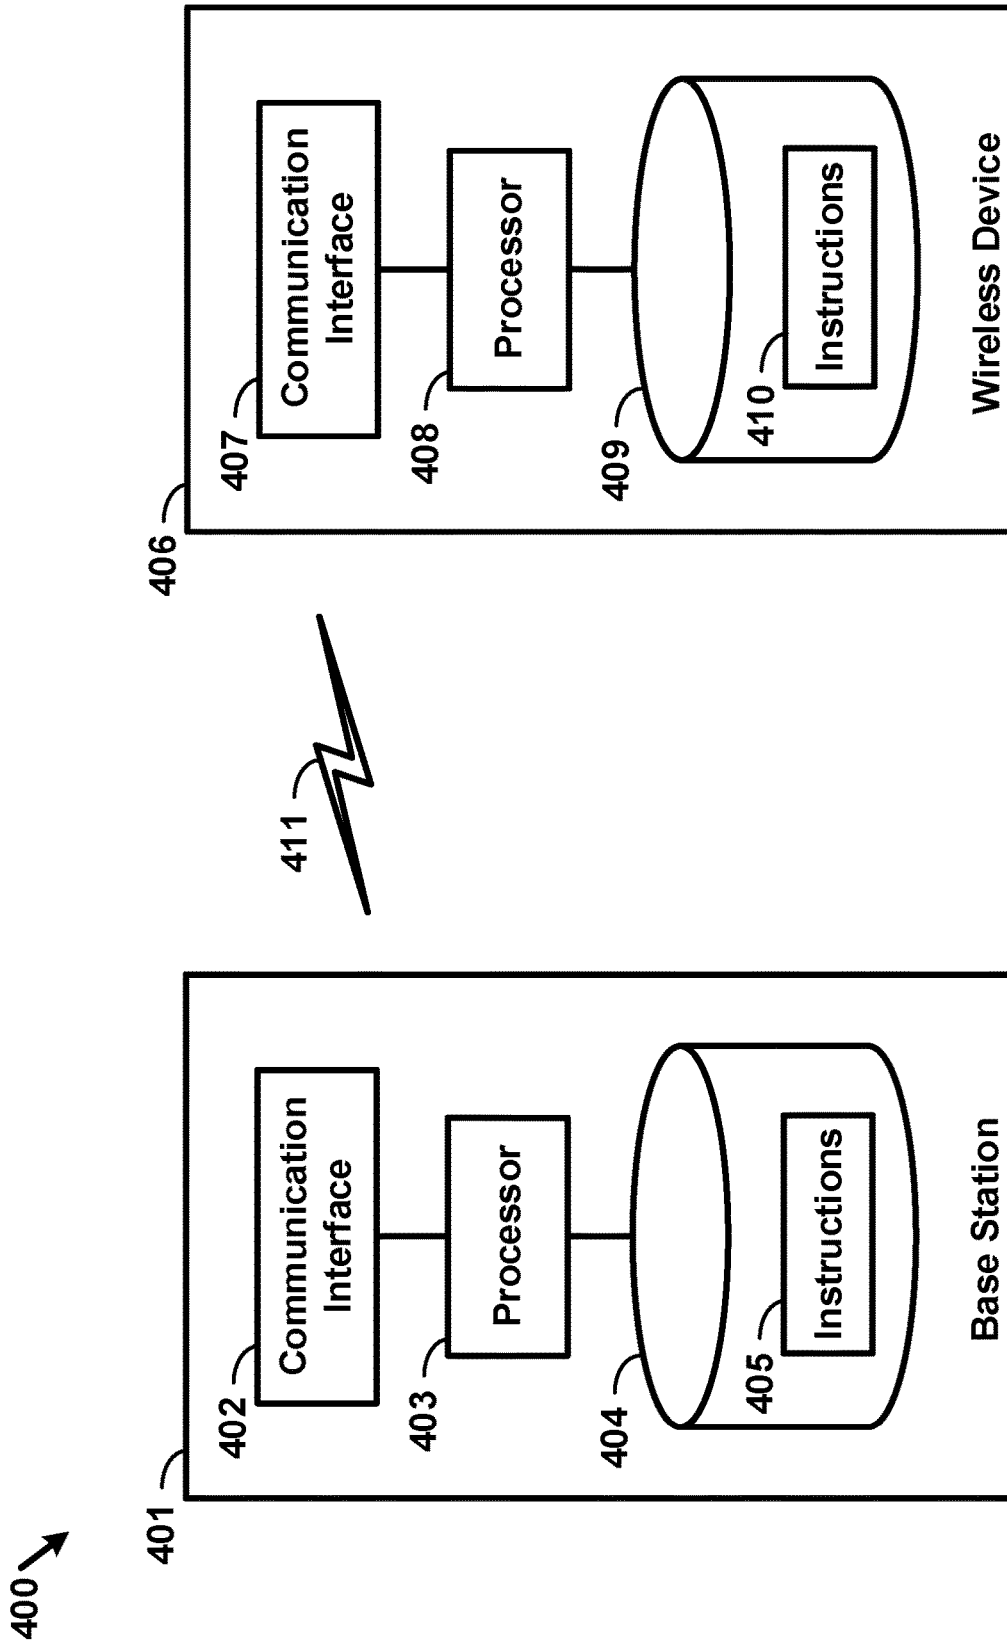 400
401
402
Communication
Interface
403
Processor
404
405
Instructions
Base Station
411
406
407
Communication
Interface
408
Processor
409
410
Instructions
Wireless Device